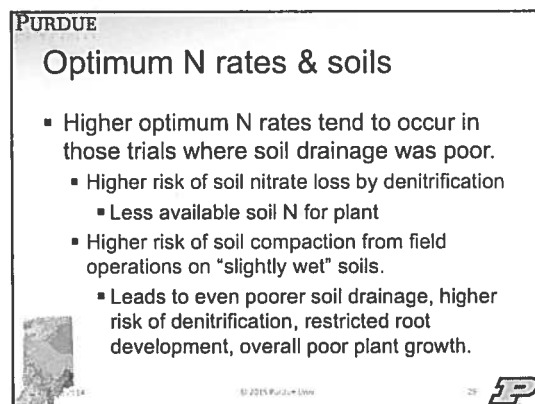 PURDUE
Optimum N rates & soils
▪ Higher optimum N rates tend to occur in
those trials where soil drainage was poor.
▪ Higher risk of soil nitrate loss by denitrification
▪ Less available soil N for plant
▪ Higher risk of soil compaction from field
operations on “slightly wet” soils.
▪ Leads to even poorer soil drainage, higher
risk of denitrification, restricted root
development, overall poor plant growth.
© 2015 Purdue Univ
P